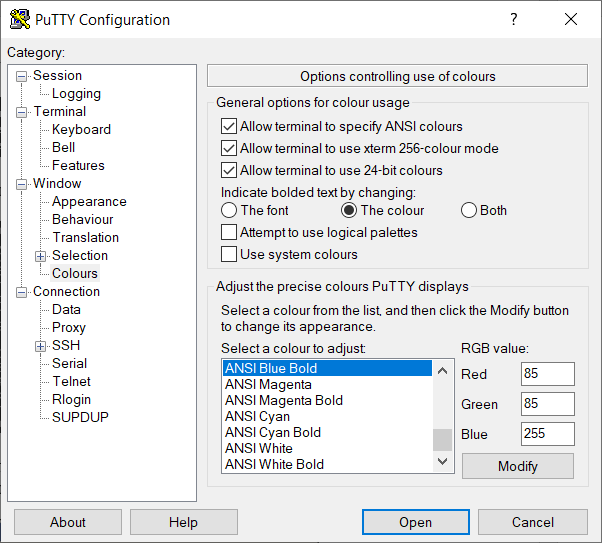 PuTTY Configuration
?
Category:
Session
Logging
Terminal
Keyboard
Bell
Features
Window
Appearance
Behaviour
Translation
Selection
Colours
Connection
Data
Proxy
SSH
Serial
Telnet
Rlogin
SUPDUP
Options controlling use of colours
General options for colour usage
Allow terminal to specify ANSI colours
Allow terminal to use xterm 256-colour mode
Allow terminal to use 24-bit colours
Indicate bolded text by changing:
The font The colour Both
Attempt to use logical palettes
Use system colours
Adjust the precise colours PuTTY displays
Select a colour from the list, and then click the Modify button
to change its appearance.
Select a colour to adjust:
ANSI Blue Bold
ANSI Magenta
ANSI Magenta Bold
ANSI Cyan
ANSI Cyan Bold
ANSI White
ANSI White Bold
RGB value:
Red 85
Green 85
Blue 255
Modify
About Help Open Cancel